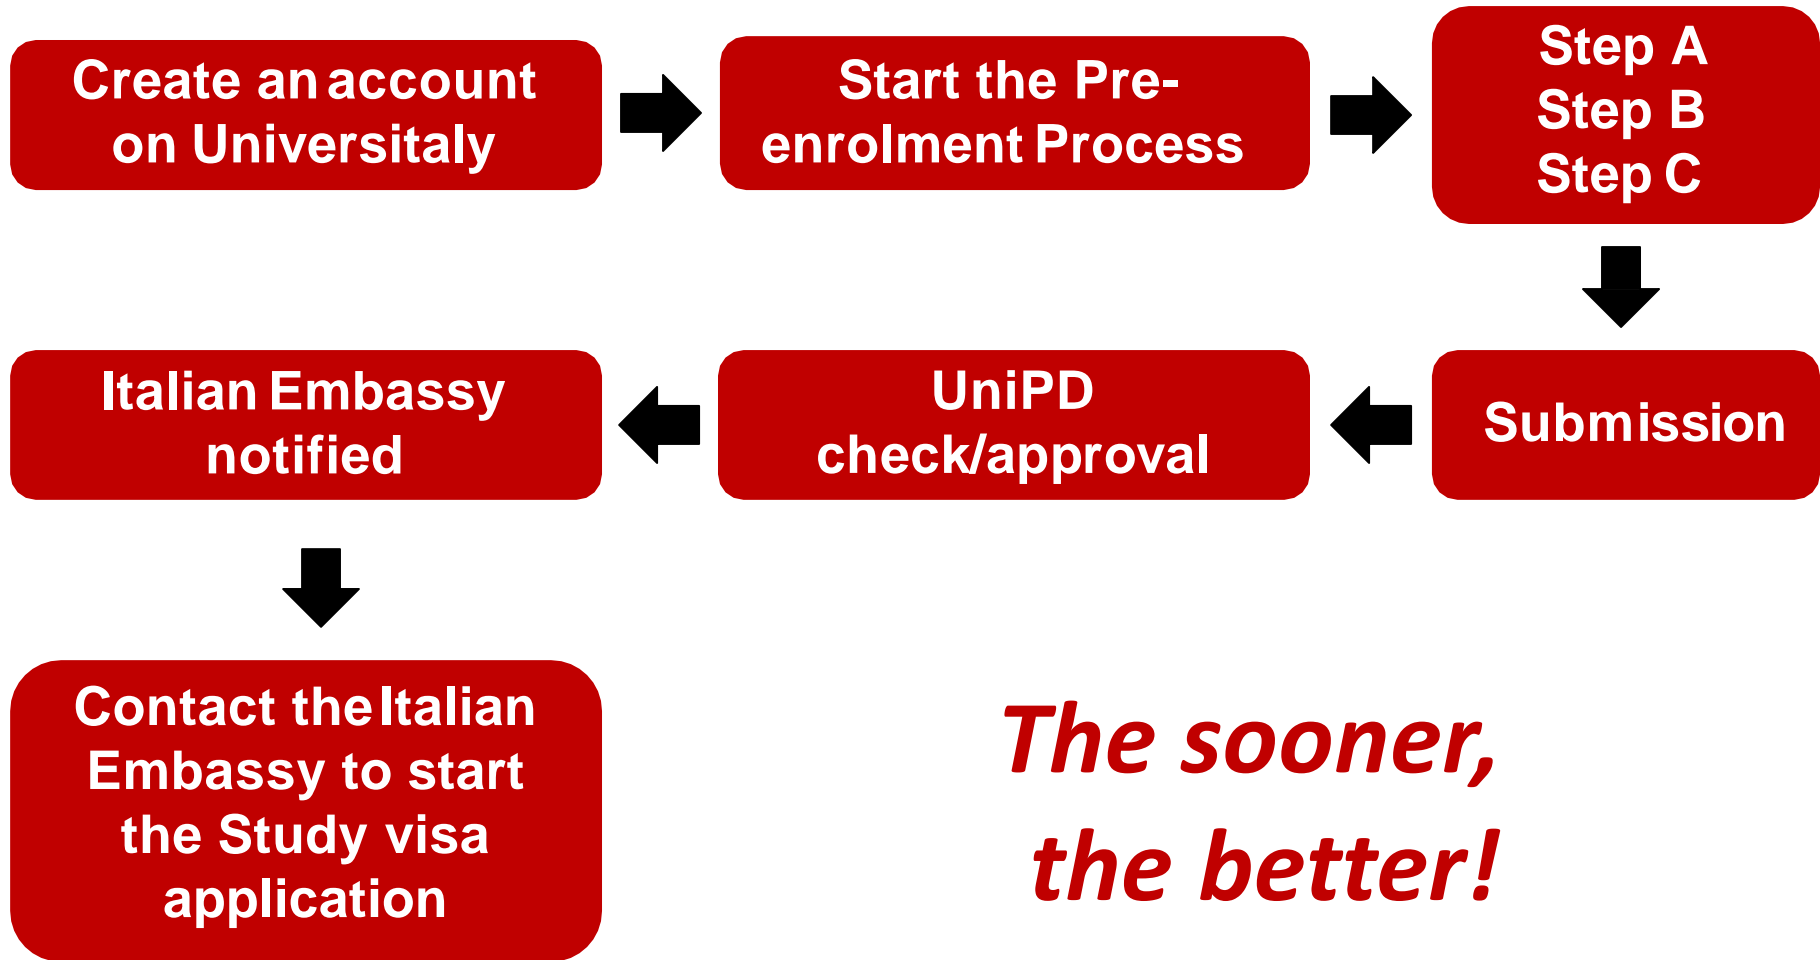 Create an account
on Universitaly
Start the Pre-
enrolment Process
Step A
Step B
Step C
Submission
UniPD
check/approval
Italian Embassy
notified
Contact the Italian
Embassy to start
the Study visa
application
The sooner,
the better!